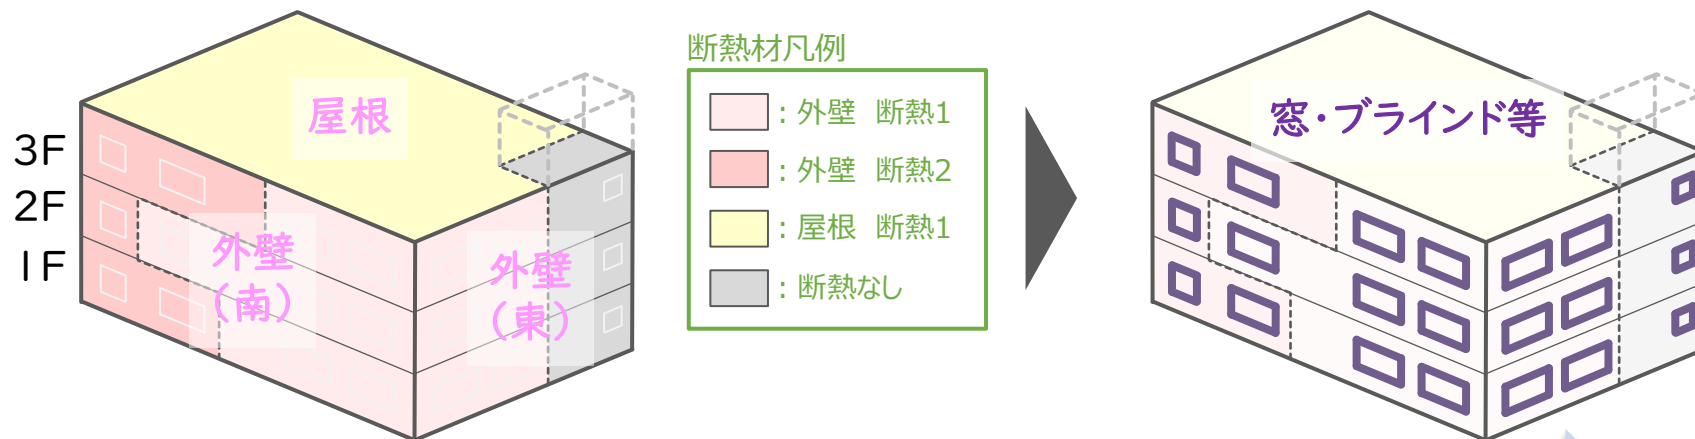 屋根
3F
2F
1F
外壁
(南)
外壁
(東)
断熱材凡例
：外壁　断熱1
：外壁　断熱2
：屋根　断熱1
：断熱なし
窓・ブラインド等